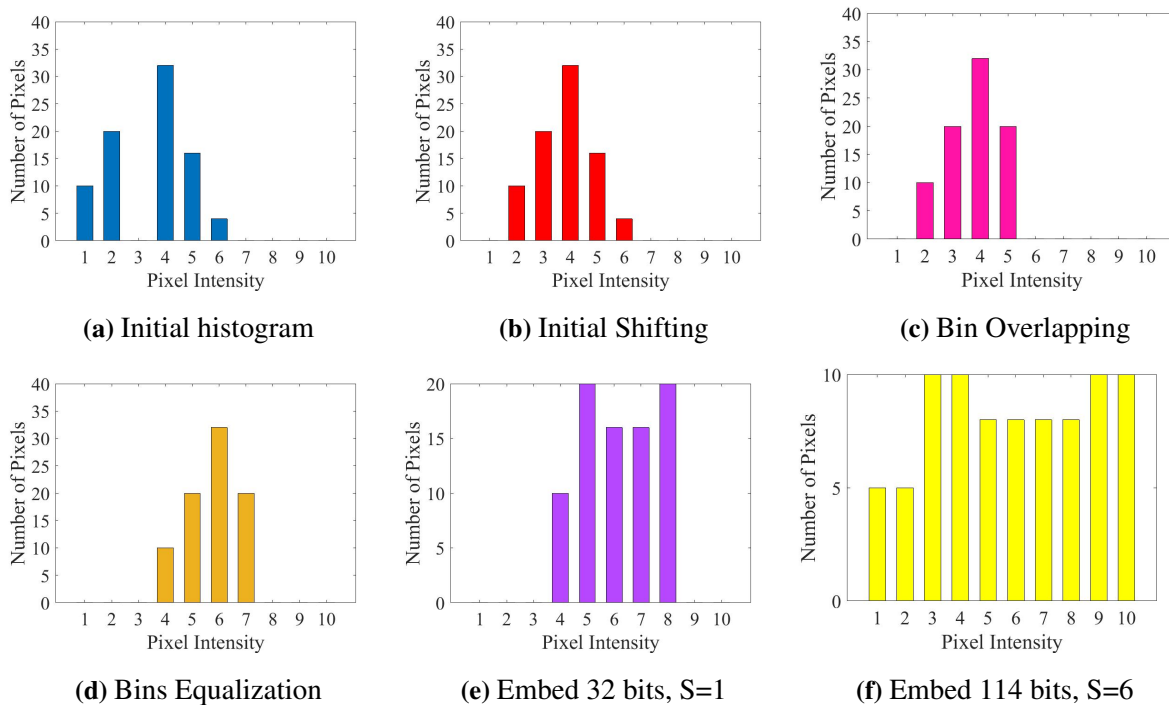 40
35
30
25
20
15
10
5
0
Number of Pixels
1 2 3 4 5 6 7 8 9 10
Pixel Intensity
(a) Initial histogram
40
35
30
25
20
15
10
5
0
Number of Pixels
1 2 3 4 5 6 7 8 9 10
Pixel Intensity
(b) Initial Shifting
40
35
30
25
20
15
10
5
0
Number of Pixels
1 2 3 4 5 6 7 8 9 10
Pixel Intensity
(c) Bin Overlapping
40
35
30
25
20
15
10
5
0
Number of Pixels
1 2 3 4 5 6 7 8 9 10
Pixel Intensity
(d) Bins Equalization
20
15
10
5
0
Number of Pixels
1 2 3 4 5 6 7 8 9 10
Pixel Intensity
(e) Embed 32 bits, S=1
10
5
0
Number of Pixels
1 2 3 4 5 6 7 8 9 10
Pixel Intensity
(f) Embed 114 bits, S=6